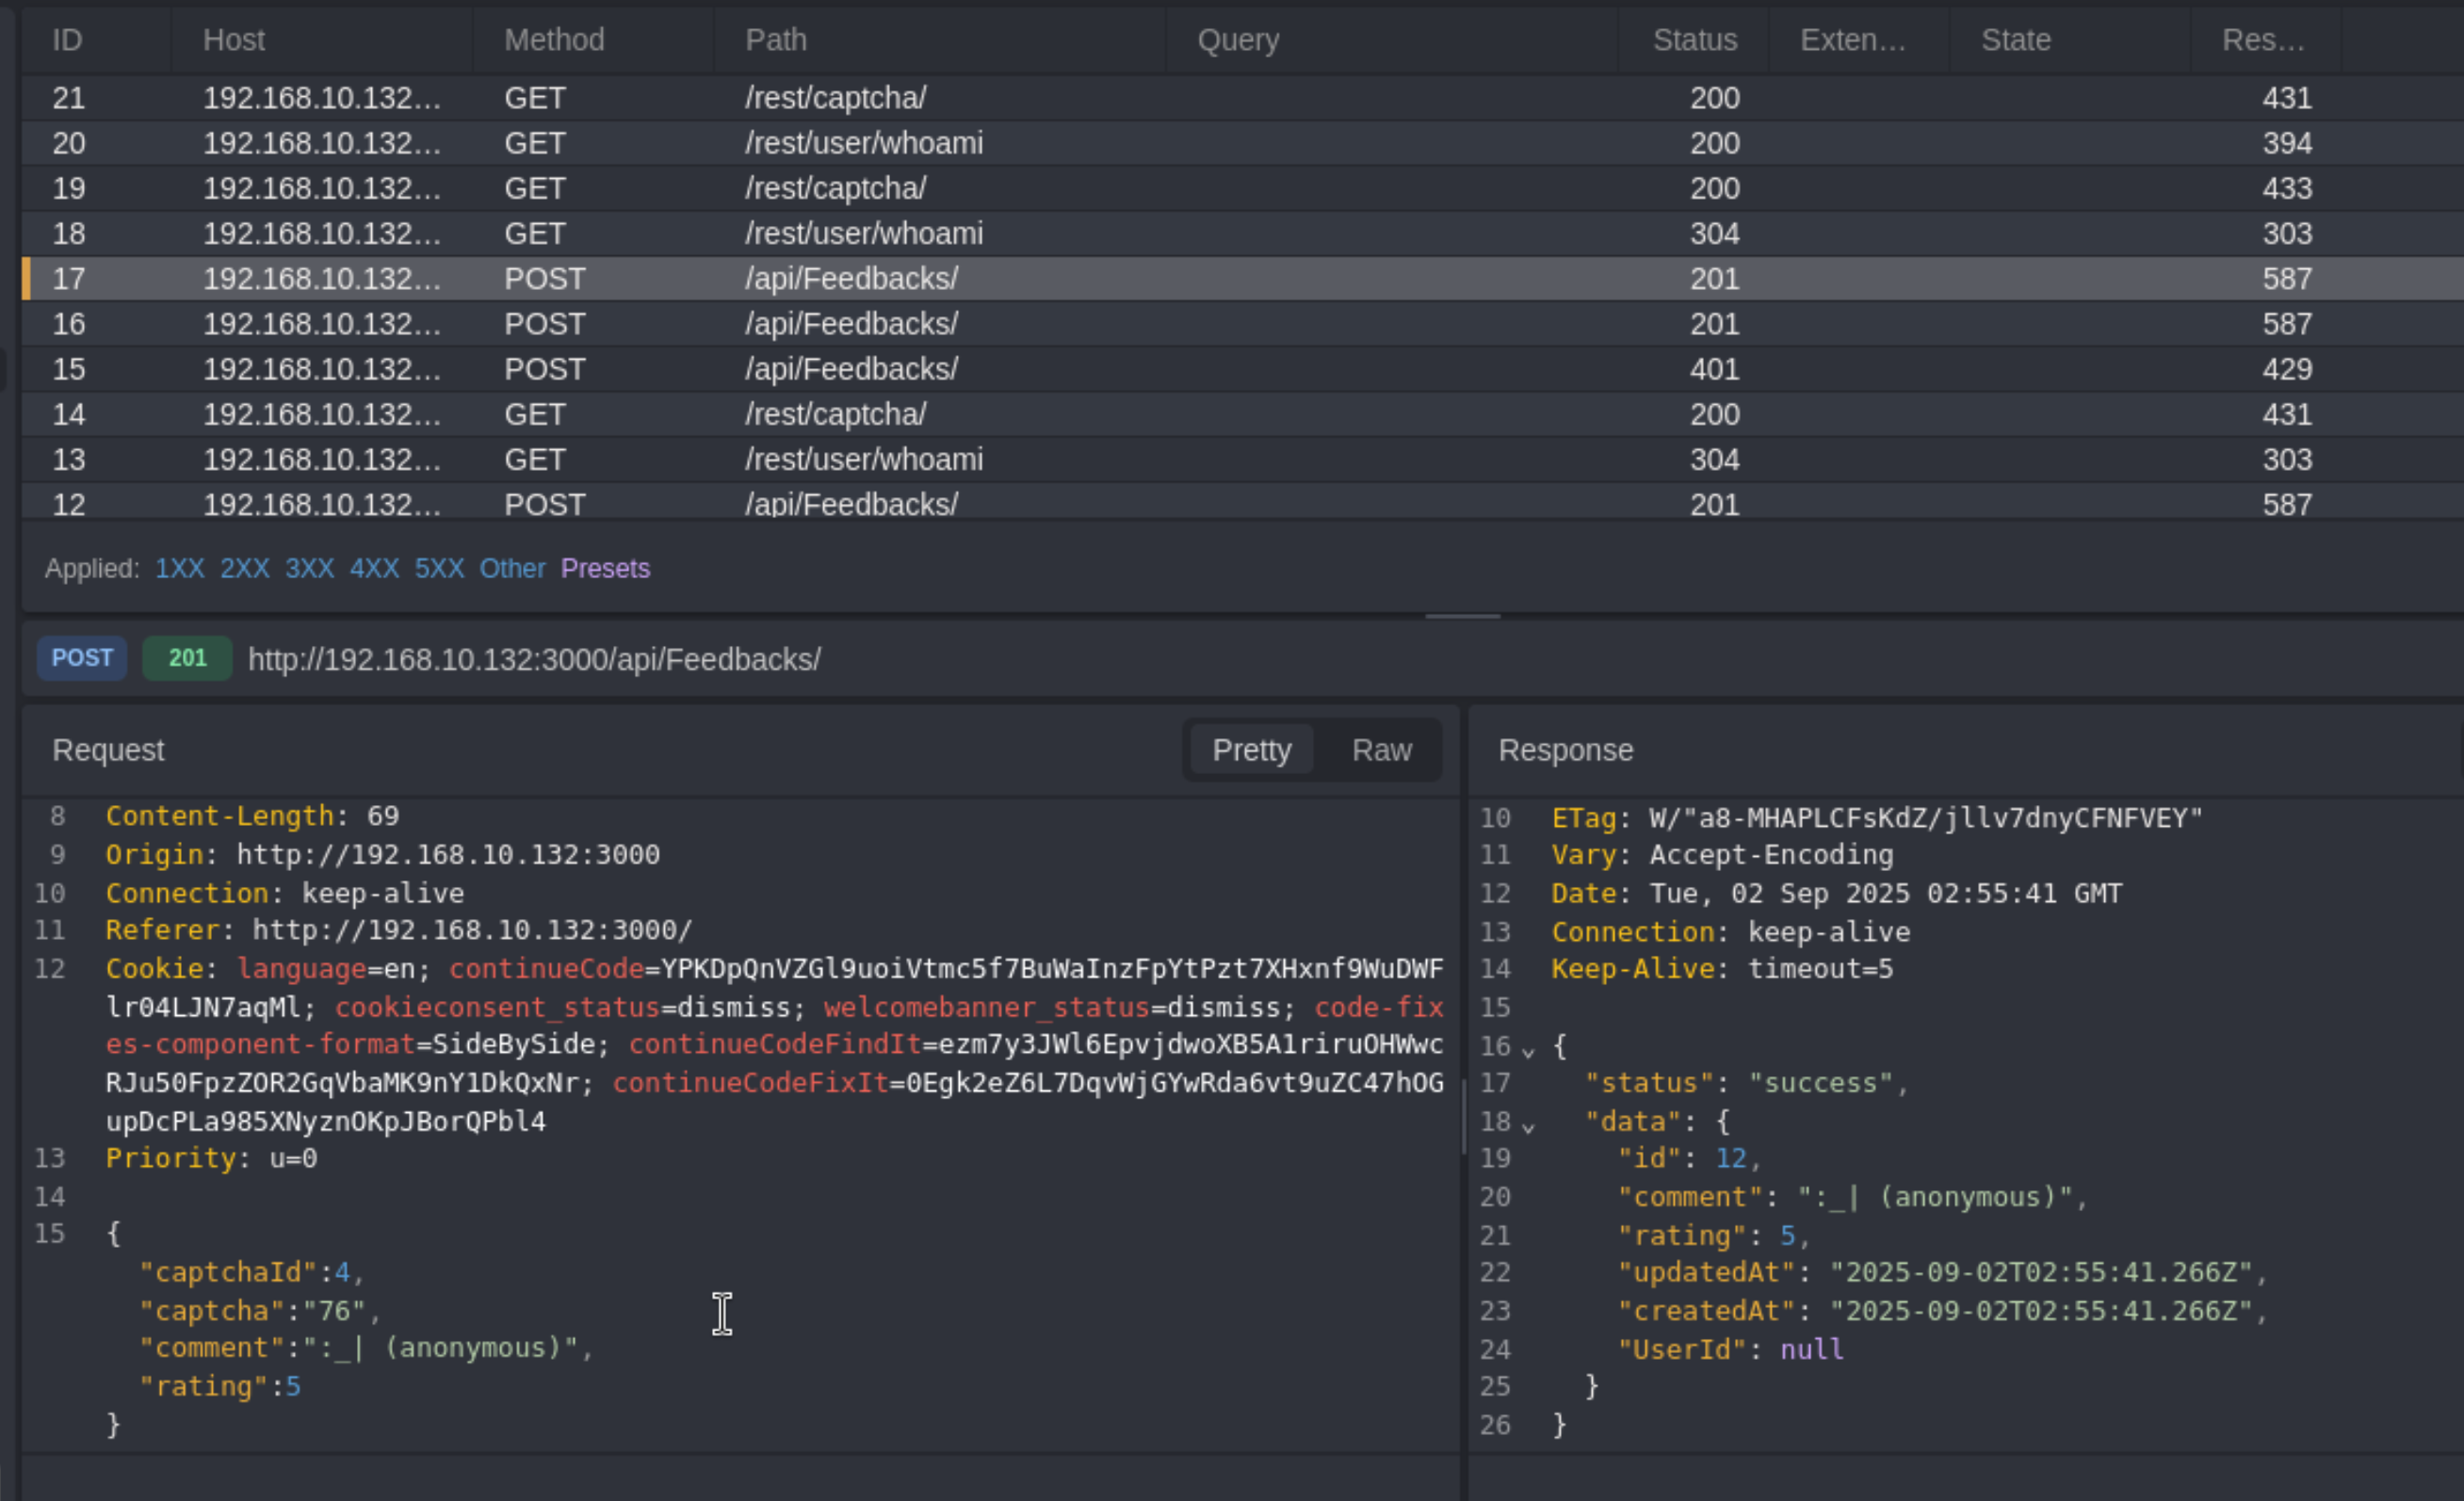 ID Host Method Path Query Status Exten... State Res...
21 192.168.10.132... GET /rest/captcha/ 200 431
20 192.168.10.132... GET /rest/user/whoami 200 394
19 192.168.10.132... GET /rest/captcha/ 200 433
18 192.168.10.132... GET /rest/user/whoami 304 303
17 192.168.10.132... POST /api/Feedbacks/ 201 587
16 192.168.10.132... POST /api/Feedbacks/ 201 587
15 192.168.10.132... POST /api/Feedbacks/ 401 429
14 192.168.10.132... GET /rest/captcha/ 200 431
13 192.168.10.132... GET /rest/user/whoami 304 303
12 192.168.10.132... POST /api/Feedbacks/ 201 587
Applied: 1XX 2XX 3XX 4XX 5XX Other Presets
POST 201 http://192.168.10.132:3000/api/Feedbacks/
Request Pretty Raw
8 Content-Length: 69
9 Origin: http://192.168.10.132:3000
10 Connection: keep-alive
11 Referer: http://192.168.10.132:3000/
12 Cookie: language=en; continueCode=YPKDpQnVZGl9uoiVtmc5f7BuWaInzFpYtPzt7XHxnf9WuDWF
lr04LJN7aqMl; cookieconsent_status=dismiss; welcomebanner_status=dismiss; code-fix
es-component-format=SideBySide; continueCodeFindIt=ezm7y3JWl6EpvjdwoXB5A1riruOHWwc
RJu50FpzZOR2GqVbaMK9nY1DkQxNr; continueCodeFixIt=0Egk2eZ6L7DqvWjGYwRda6vt9uZC47hOG
upDcPLa985XNyznOKpJBorQPbl4
13 Priority: u=0
14
15 {
"captchaId":4,
"captcha":"76",
"comment":":_| (anonymous)",
"rating":5
}
Response
10 ETag: W/"a8-MHAPLCFsKdZ/jllv7dnyCFNFVEY"
11 Vary: Accept-Encoding
12 Date: Tue, 02 Sep 2025 02:55:41 GMT
13 Connection: keep-alive
14 Keep-Alive: timeout=5
15
16 {
17 "status": "success",
18 "data": {
19 "id": 12,
20 "comment": ":_| (anonymous)",
21 "rating": 5,
22 "updatedAt": "2025-09-02T02:55:41.266Z",
23 "createdAt": "2025-09-02T02:55:41.266Z",
24 "UserId": null
25 }
26 }